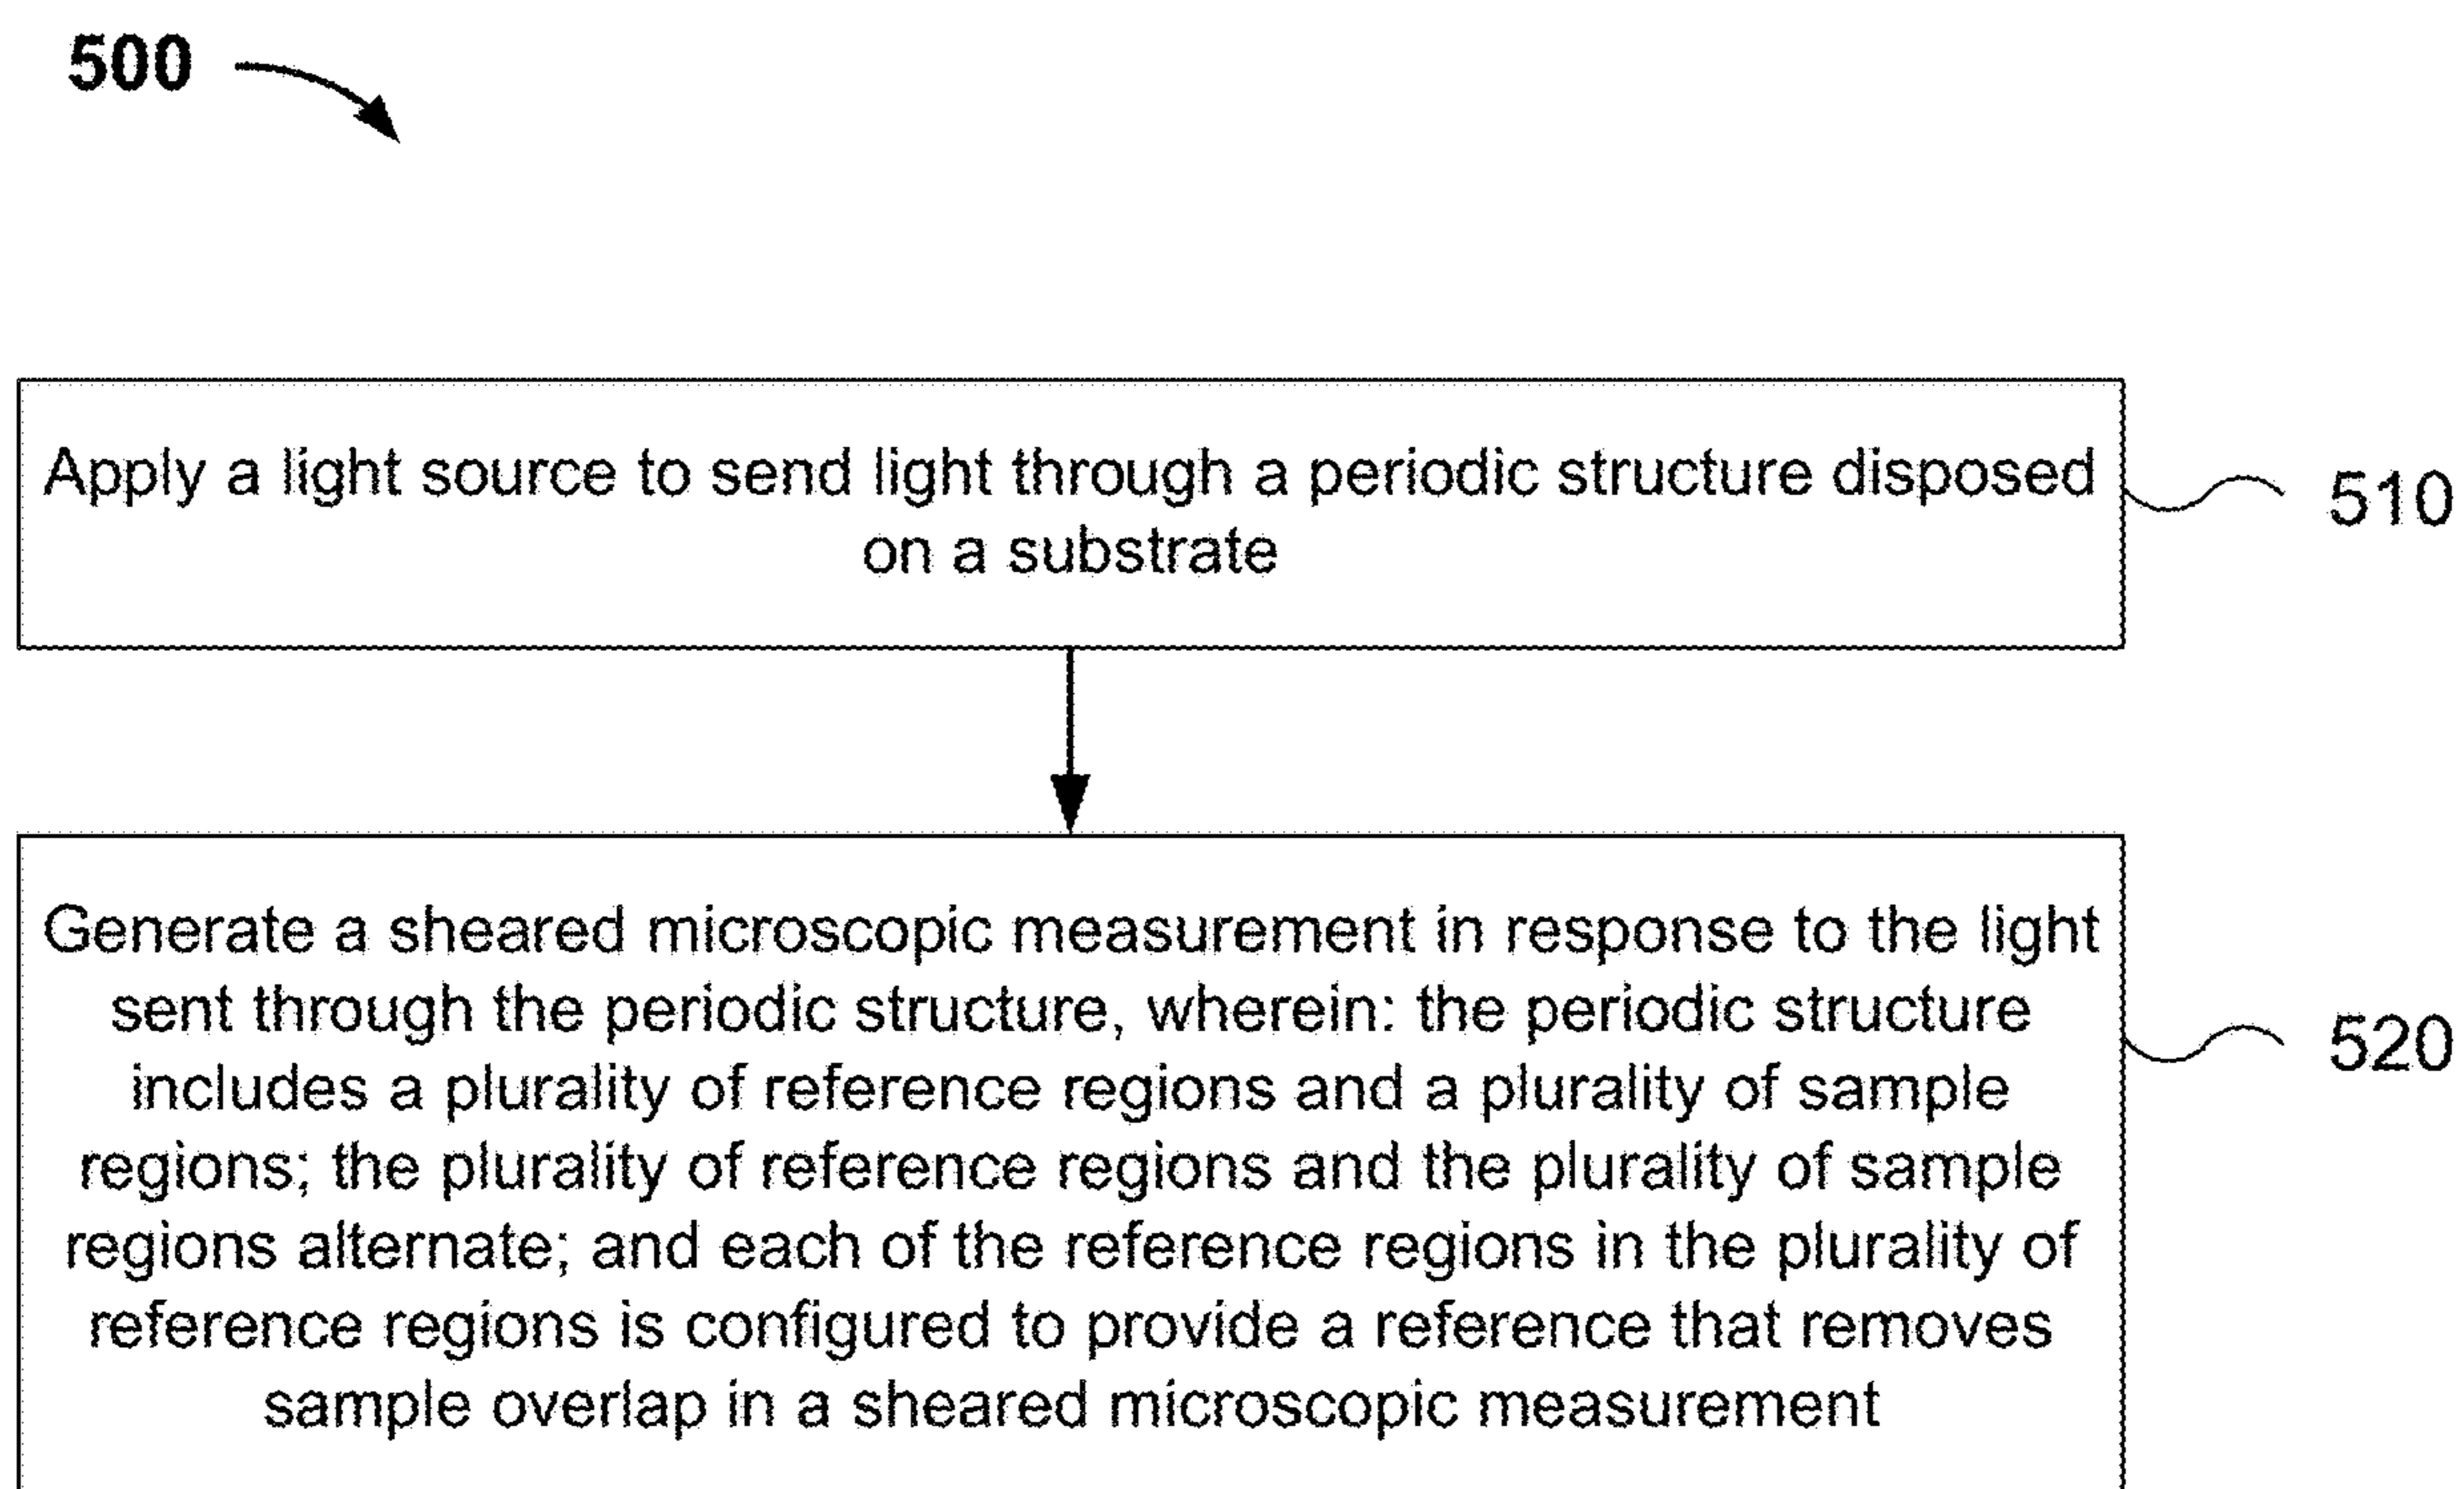 500
Apply a light source to send light through a periodic structure disposed
on a substrate
510
Generate a sheared microscopic measurement in response to the light
sent through the periodic structure, wherein: the periodic structure
includes a plurality of reference regions and a plurality of sample
regions; the plurality of reference regions and the plurality of sample
regions alternate; and each of the reference regions in the plurality of
reference regions is configured to provide a reference that removes
sample overlap in a sheared microscopic measurement
520